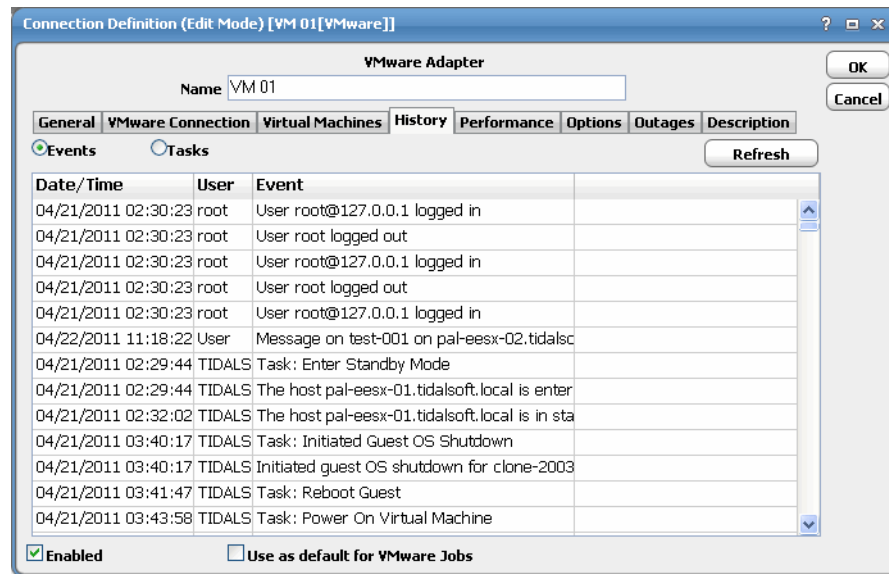 Connection Definition (Edit Mode) [VM 01[VMware]]
?
VMware Adapter
OK
Name VM 01
Cancel
General VMware Connection Virtual Machines History Performance Options Outages Description
Events Tasks Refresh
Date/Time User Event
04/21/2011 02:30:23 root User root@127.0.0.1 logged in
04/21/2011 02:30:23 root User root logged out
04/21/2011 02:30:23 root User root@127.0.0.1 logged in
04/21/2011 02:30:23 root User root logged out
04/21/2011 02:30:23 root User root@127.0.0.1 logged in
04/22/2011 11:18:22 User Message on test-001 on pal-eesx-02.tidalsc
04/21/2011 02:29:44 TIDALS Task: Enter Standby Mode
04/21/2011 02:29:44 TIDALS The host pal-eesx-01.tidalsoft.local is enter
04/21/2011 02:32:02 TIDALS The host pal-eesx-01.tidalsoft.local is in sta
04/21/2011 03:40:17 TIDALS Task: Initiated Guest OS Shutdown
04/21/2011 03:40:17 TIDALS Initiated guest OS shutdown for clone-2003
04/21/2011 03:41:47 TIDALS Task: Reboot Guest
04/21/2011 03:43:58 TIDALS Task: Power On Virtual Machine
Enabled Use as default for VMware Jobs